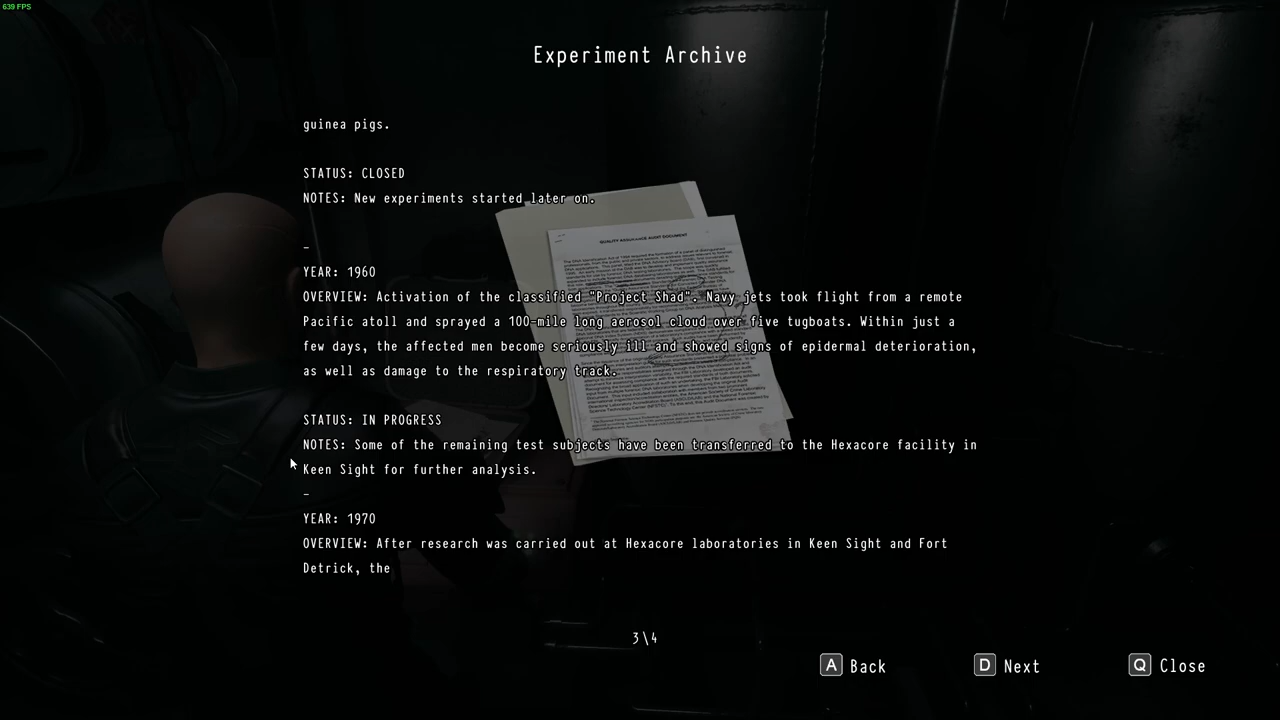 639 FPS
Experiment Archive
guinea pigs.
STATUS: CLOSED
NOTES: New experiments started later on.
–
YEAR: 1960
OVERVIEW: Activation of the classified "Project Shad". Navy jets took flight from a remote
Pacific atoll and sprayed a 100-mile long aerosol cloud over five tugboats. Within just a
few days, the affected men become seriously ill and showed signs of epidermal deterioration,
as well as damage to the respiratory track.
STATUS: IN PROGRESS
NOTES: Some of the remaining test subjects have been transferred to the Hexacore facility in
Keen Sight for further analysis.
–
YEAR: 1970
OVERVIEW: After research was carried out at Hexacore laboratories in Keen Sight and Fort
Detrick, the
QUALITY ASSURANCE AUDIT DOCUMENT
3\4
A Back
D Next
Q Close